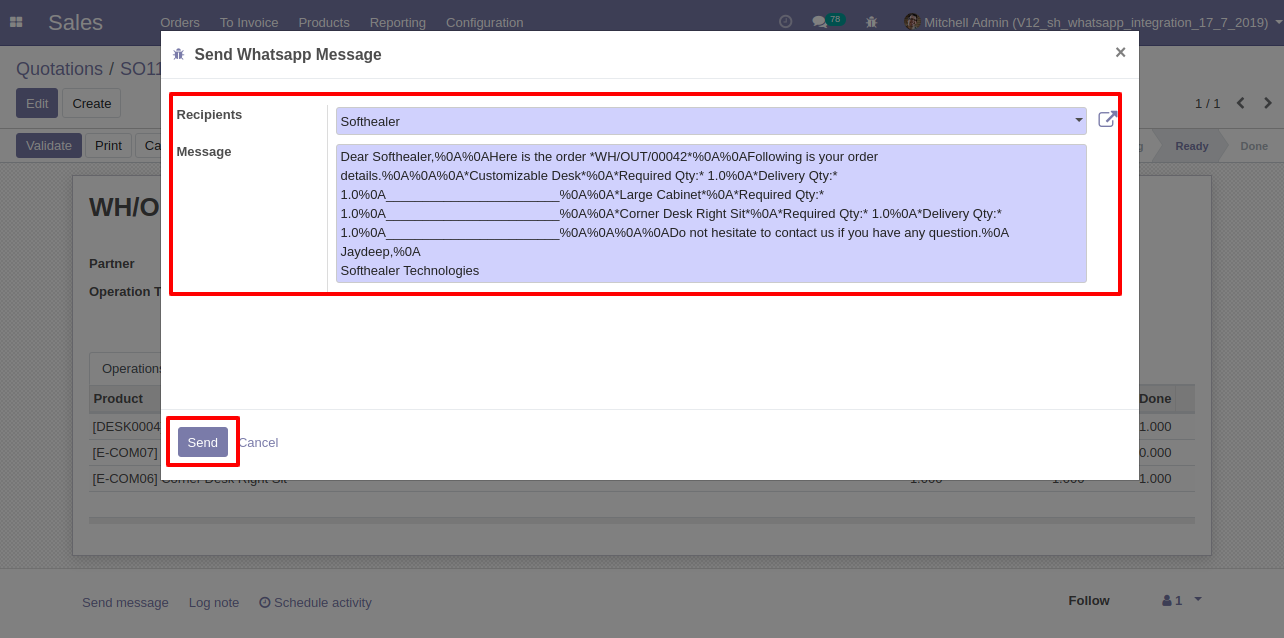 Sales Orders To Invoice Products Reporting Configuration 78 Mitchell Admin (V12_sh_whatsapp_integration_17_7_2019)
Send Whatsapp Message ×
Quotations / SO11
Edit Create 1 / 1
Recipients Softhealer
Validate Print Ca Ready Done
Message
Dear Softhealer,%0A%0AHere is the order *WH/OUT/00042*%0A%0AFollowing is your order
details.%0A%0A%0A*Customizable Desk*%0A*Required Qty:* 1.0%0A*Delivery Qty:*
1.0%0A________________________%0A%0A*Large Cabinet*%0A*Required Qty:*
1.0%0A________________________%0A%0A*Corner Desk Right Sit*%0A*Required Qty:* 1.0%0A*Delivery Qty:*
1.0%0A________________________%0A%0A%0A%0ADo not hesitate to contact us if you have any question.%0A
Jaydeep,%0A
Softhealer Technologies
WH/O
Partner
Operation T
Operations
Product Done
[DESK0004 1.000
[E-COM07] 0.000
[E-COM06] Corner Desk Right Sit 1.000 1.000 1.000
Send Cancel
Send message Log note Schedule activity Follow 1